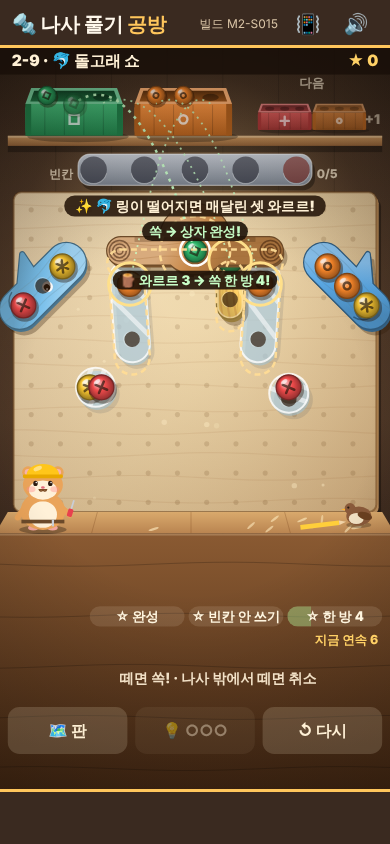 🔩 나사 풀기 공방 빌드 M2-S015 📳 🔊
2-9 · 🐬 돌고래 쇼 ★ 0
다음
+1
빈칸 0/5
✨ 🐬 링이 떨어지면 매달린 셋 와르르!
쏙 → 상자 완성!
🪵 와르르 3 → 쏙 한 방 4!
☆ 완성 ☆ 빈칸 안 쓰기 ☆ 한 방 4
지금 연속 6
떼면 쏙! · 나사 밖에서 떼면 취소
🗺️ 판 💡 ○○○ ↺ 다시